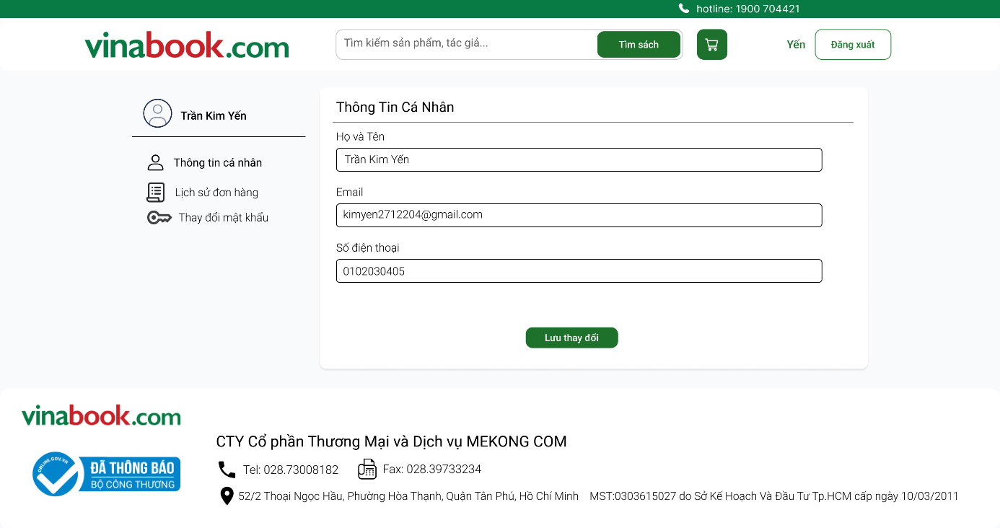 hotline: 1900 704421
vinabook.com
Tìm kiếm sản phẩm, tác giả...
Tìm sách
Yến
Đăng xuất
Trần Kim Yến
Thông tin cá nhân
Lịch sử đơn hàng
Thay đổi mật khẩu
Thông Tin Cá Nhân
Họ và Tên
Trần Kim Yến
Email
kimyen2712204@gmail.com
Số điện thoại
0102030405
Lưu thay đổi
vinabook.com
ONLINE.GOV.VN
ĐÃ THÔNG BÁO
BỘ CÔNG THƯƠNG
CTY Cổ phần Thương Mại và Dịch vụ MEKONG COM
Tel: 028.73008182
Fax: 028.39733234
52/2 Thoại Ngọc Hầu, Phường Hòa Thạnh, Quận Tân Phú, Hồ Chí Minh
MST:0303615027 do Sở Kế Hoạch Và Đầu Tư Tp.HCM cấp ngày 10/03/2011